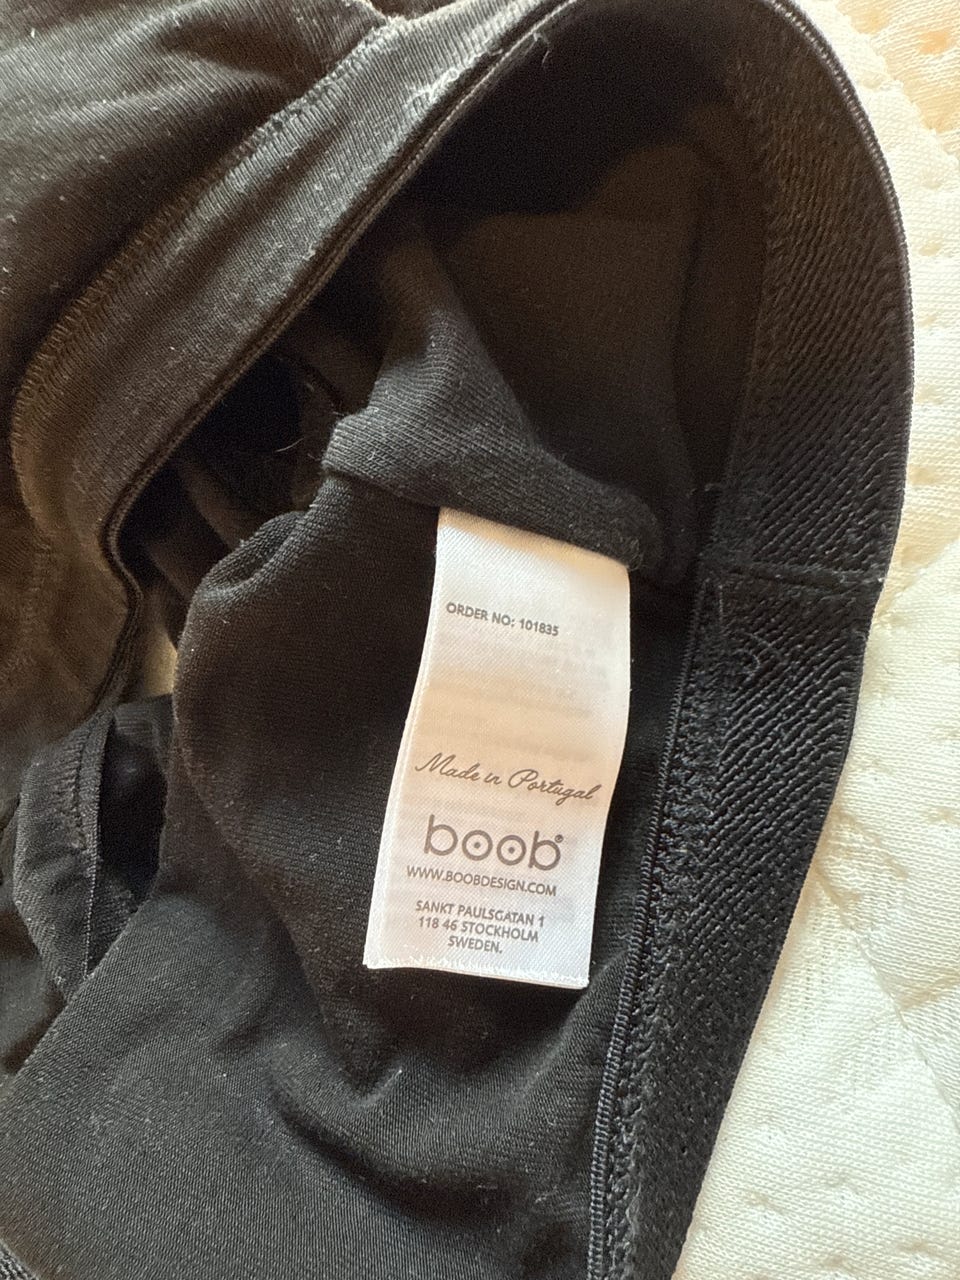 ORDER NO: 101835
Made in Portugal
boob®
WWW.BOOBDESIGN.COM
SANKT PAULSGATAN 1
118 46 STOCKHOLM
SWEDEN.